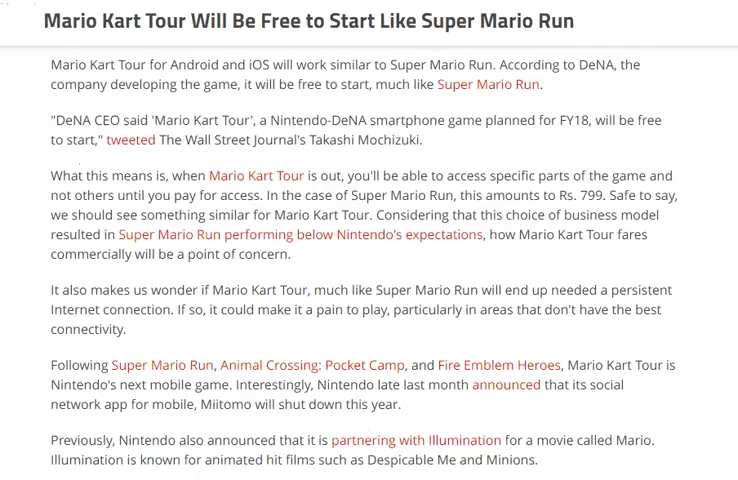 Mario Kart Tour Will Be Free to Start Like Super Mario Run
Mario Kart Tour for Android and iOS will work similar to Super Mario Run. According to DeNA, the
company developing the game, it will be free to start, much like Super Mario Run.
"DeNA CEO said 'Mario Kart Tour', a Nintendo-DeNA smartphone game planned for FY18, will be free
to start," tweeted The Wall Street Journal's Takashi Mochizuki.
What this means is, when Mario Kart Tour is out, you'll be able to access specific parts of the game and
not others until you pay for access. In the case of Super Mario Run, this amounts to Rs. 799. Safe to say,
we should see something similar for Mario Kart Tour. Considering that this choice of business model
resulted in Super Mario Run performing below Nintendo's expectations, how Mario Kart Tour fares
commercially will be a point of concern.
It also makes us wonder if Mario Kart Tour, much like Super Mario Run will end up needed a persistent
Internet connection. If so, it could make it a pain to play, particularly in areas that don't have the best
connectivity.
Following Super Mario Run, Animal Crossing: Pocket Camp, and Fire Emblem Heroes, Mario Kart Tour is
Nintendo's next mobile game. Interestingly, Nintendo late last month announced that its social
network app for mobile, Miitomo will shut down this year.
Previously, Nintendo also announced that it is partnering with Illumination for a movie called Mario.
Illumination is known for animated hit films such as Despicable Me and Minions.